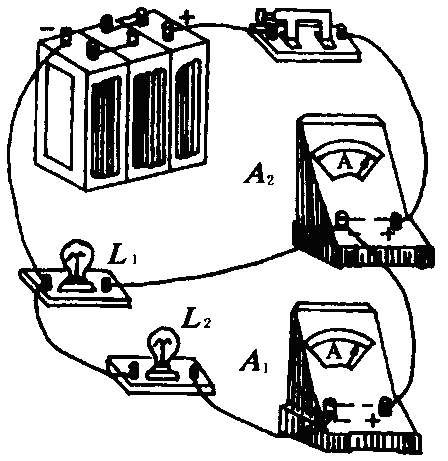 − +
A₂
A
− − +
L₁
L₂
A₁
A
− − +